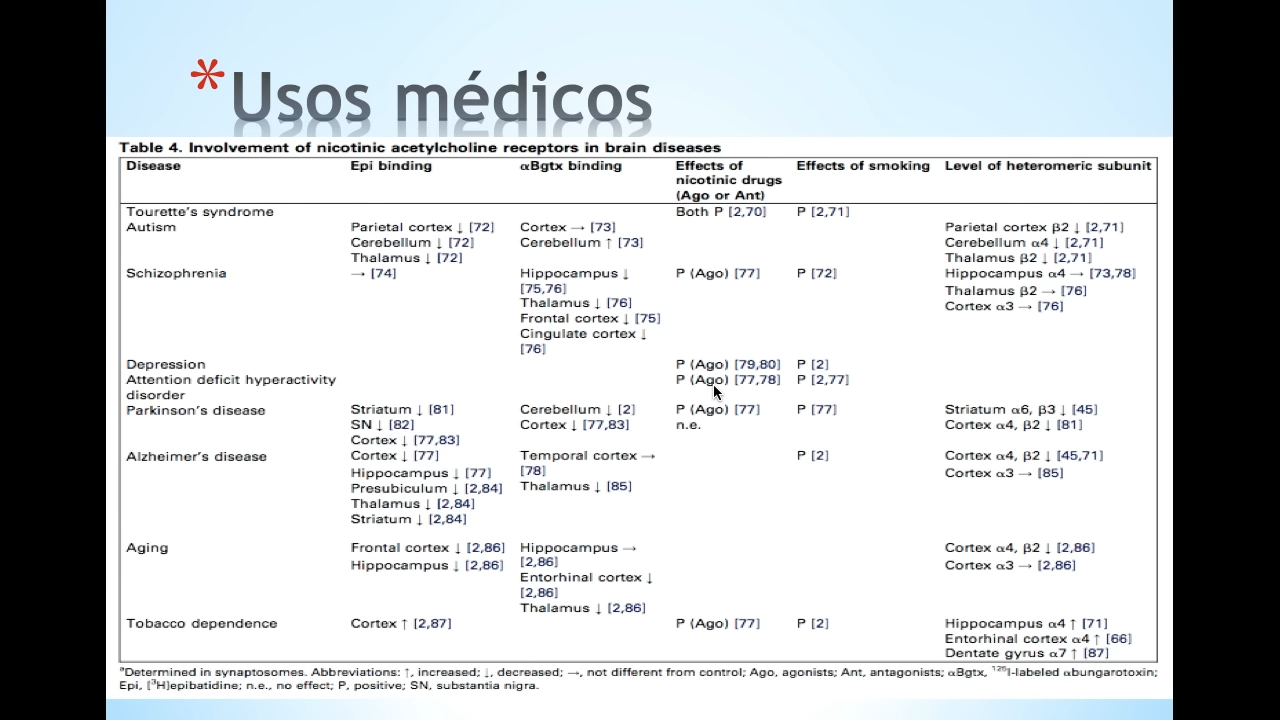 * Usos médicos
Table 4. Involvement of nicotinic acetylcholine receptors in brain diseases
Disease Epi binding αBgtx binding Effects of nicotinic drugs (Ago or Ant) Effects of smoking Level of heteromeric subunit
Tourette's syndrome Both P [2,70] P [2,71]
Autism Parietal cortex ↓ [72] Cortex → [73] Parietal cortex β2 ↓ [2,71]
Cerebellum ↓ [72] Cerebellum ↑ [73] Cerebellum α4 ↓ [2,71]
Thalamus ↓ [72] Thalamus β2 ↓ [2,71]
Schizophrenia → [74] Hippocampus ↓ P (Ago) [77] P [72] Hippocampus α4 → [73,78]
[75,76] Thalamus β2 → [76]
Thalamus ↓ [76] Cortex α3 → [76]
Frontal cortex ↓ [75]
Cingulate cortex ↓
[76]
Depression P (Ago) [79,80] P [2]
Attention deficit hyperactivity P (Ago) [77,78] P [2,77]
disorder
Parkinson's disease Striatum ↓ [81] Cerebellum ↓ [2] P (Ago) [77] P [77] Striatum α6, β3 ↓ [45]
SN ↓ [82] Cortex ↓ [77,83] n.e. Cortex α4, β2 ↓ [81]
Cortex ↓ [77,83]
Alzheimer's disease Cortex ↓ [77] Temporal cortex → P [2] Cortex α4, β2 ↓ [45,71]
Hippocampus ↓ [77] [78] Cortex α3 → [85]
Presubiculum ↓ [2,84] Thalamus ↓ [85]
Thalamus ↓ [2,84]
Striatum ↓ [2,84]
Aging Frontal cortex ↓ [2,86] Hippocampus → Cortex α4, β2 ↓ [2,86]
Hippocampus ↓ [2,86] [2,86] Cortex α3 → [2,86]
Entorhinal cortex ↓
[2,86]
Thalamus ↓ [2,86]
Tobacco dependence Cortex ↑ [2,87] P (Ago) [77] P [2] Hippocampus α4 ↑ [71]
Entorhinal cortex α4 ↑ [66]
Dentate gyrus α7 ↑ [87]
ᵃDetermined in synaptosomes. Abbreviations: ↑, increased; ↓, decreased; →, not different from control; Ago, agonists; Ant, antagonists; αBgtx, ¹²⁵I-labeled αbungarotoxin;
Epi, [³H]epibatidine; n.e., no effect; P, positive; SN, substantia nigra.